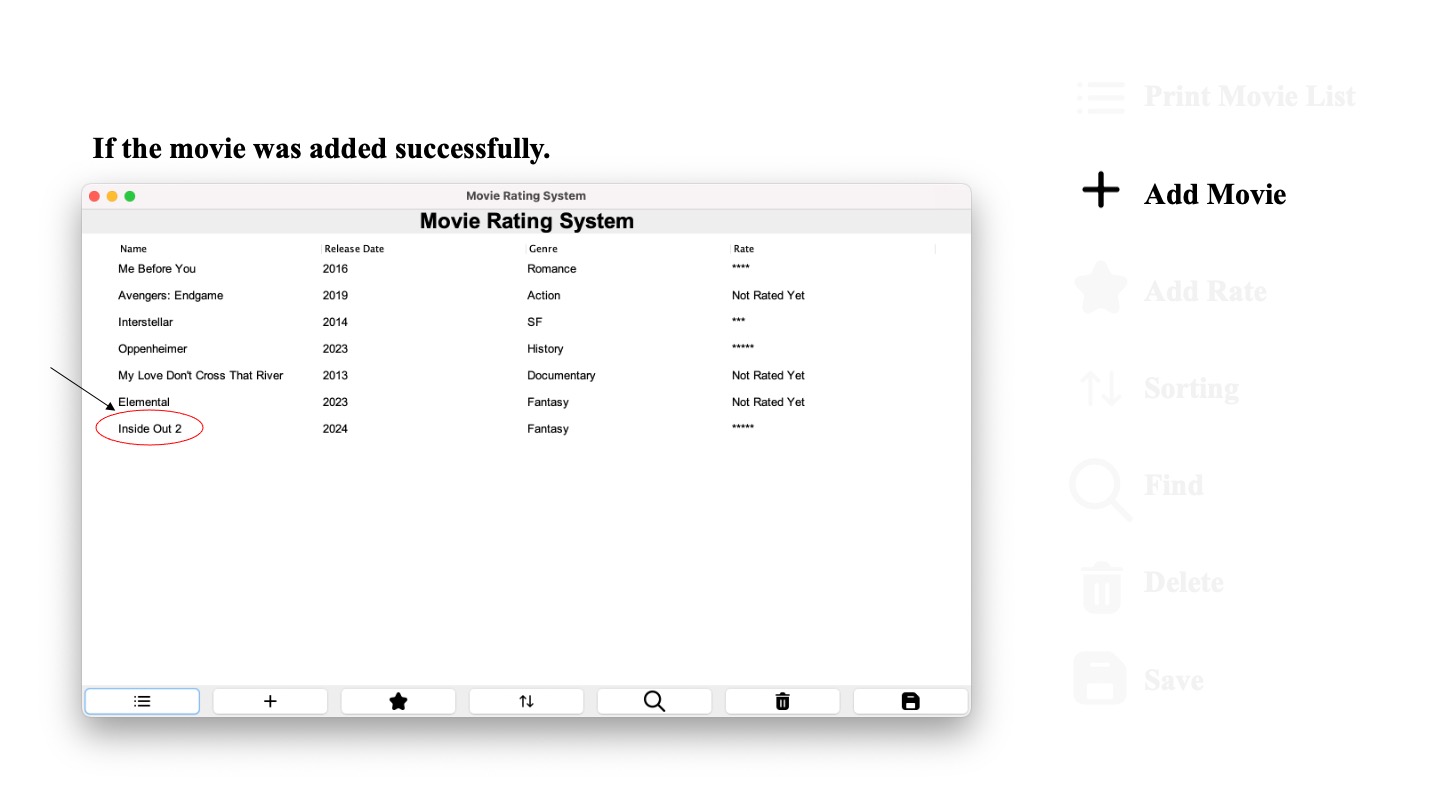 If the movie was added successfully.
Movie Rating System
Movie Rating System
Name Release Date Genre Rate
Me Before You 2016 Romance ****
Avengers: Endgame 2019 Action Not Rated Yet
Interstellar 2014 SF ***
Oppenheimer 2023 History *****
My Love Don't Cross That River 2013 Documentary Not Rated Yet
Elemental 2023 Fantasy Not Rated Yet
Inside Out 2 2024 Fantasy *****
Print Movie List
Add Movie
Add Rate
Sorting
Find
Delete
Save